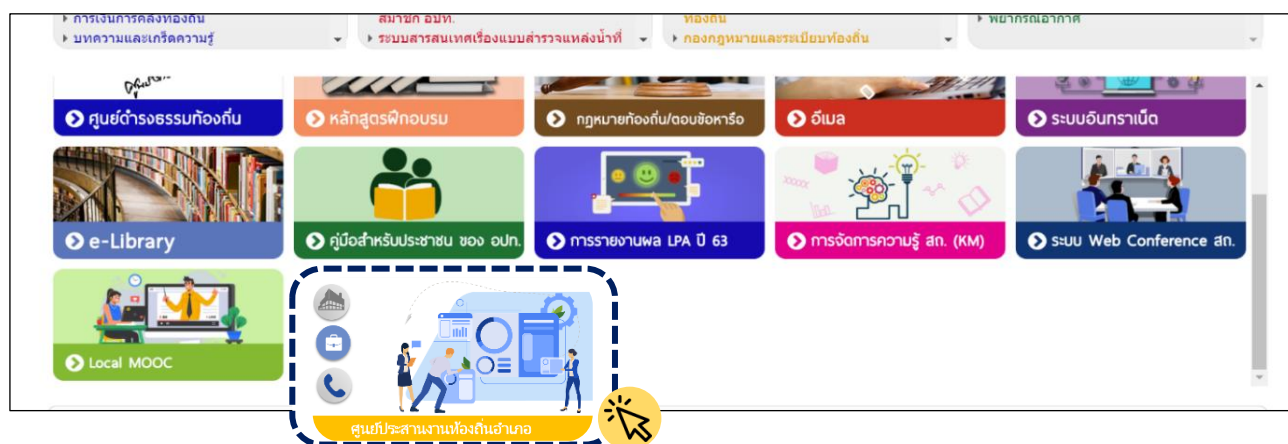 การเงินการคลังท้องถิ่น
บทความและเกร็ดความรู้
สมาชิก อปท.
ระบบสารสนเทศเรื่องแบบสำรวจแหล่งน้ำที่
ท้องถิ่น
กองกฎหมายและระเบียบท้องถิ่น
พยากรณ์อากาศ
ศูนย์ดำรงธรรมท้องถิ่น
หลักสูตรฝึกอบรม
กฎหมายท้องถิ่น/ตอบข้อหารือ
อีเมล
ระบบอินทราเน็ต
e-Library
คู่มือสำหรับประชาชน ของ อปท.
การรายงานผล LPA ปี 63
การจัดการความรู้ สถ. (KM)
ระบบ Web Conference สถ.
Local MOOC
ศูนย์ประสานงานท้องถิ่นอำเภอ